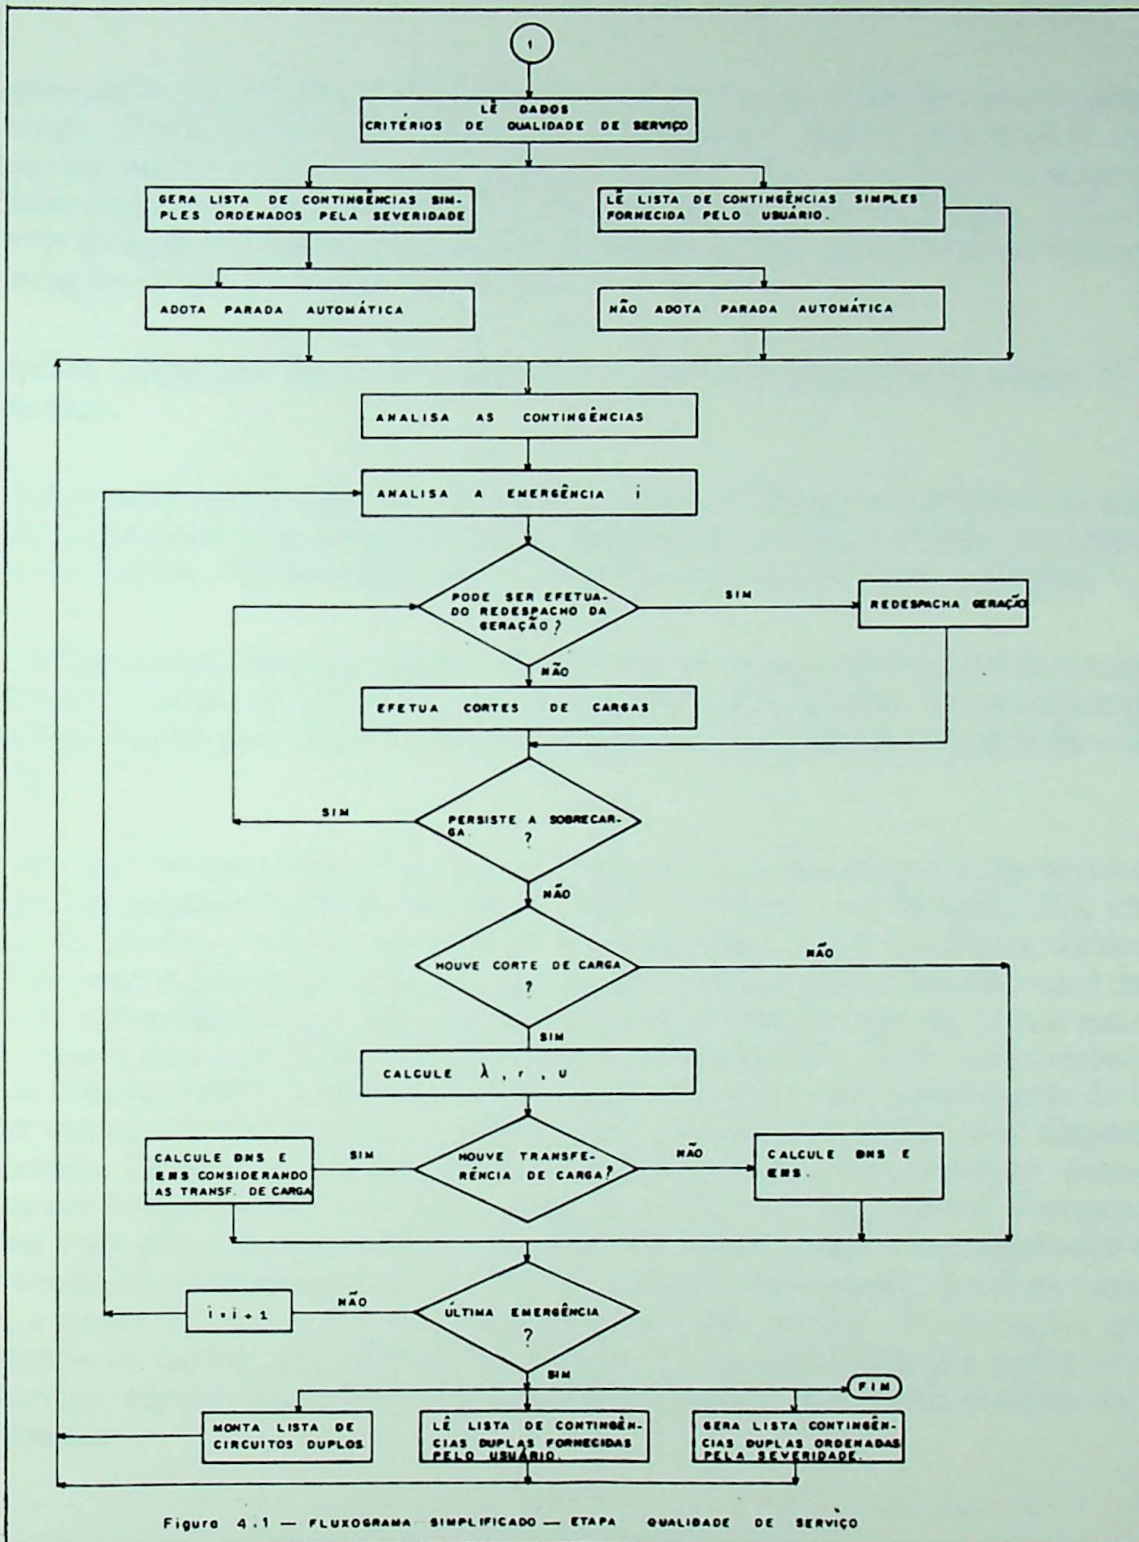 1
LÊ DADOS
CRITÉRIOS DE QUALIDADE DE SERVIÇO
GERA LISTA DE CONTINGÊNCIAS SIM-
PLES ORDENADOS PELA SEVERIDADE
LÊ LISTA DE CONTINGÊNCIAS SIMPLES
FORNECIDA PELO USUÁRIO.
ADOTA PARADA AUTOMÁTICA
NÃO ADOTA PARADA AUTOMÁTICA
ANALISA AS CONTINGÊNCIAS
ANALISA A EMERGÊNCIA i
PODE SER EFETUA-
DO REDESPACHO DA
GERAÇÃO ?
SIM
REDESPACHA GERAÇÃO
NÃO
EFETUA CORTES DE CARGAS
SIM
PERSISTE A SOBRECAR-
GA.
?
NÃO
HOUVE CORTE DE CARGA
?
NÃO
SIM
CALCULE λ , r , U
CALCULE DNS E
ENS CONSIDERANDO
AS TRANSF. DE CARGA
SIM
HOUVE TRANSFE-
RÊNCIA DE CARGA?
NÃO
CALCULE DNS E
ENS.
i = i + 1
NÃO
ÚLTIMA EMERGÊNCIA
?
SIM
FIM
MONTA LISTA DE
CIRCUITOS DUPLOS
LÊ LISTA DE CONTINGÊN-
CIAS DUPLAS FORNECIDAS
PELO USUÁRIO.
GERA LISTA CONTINGÊN-
CIAS DUPLAS ORDENADAS
PELA SEVERIDADE.
Figura 4.1 — FLUXOGRAMA SIMPLIFICADO — ETAPA QUALIDADE DE SERVIÇO